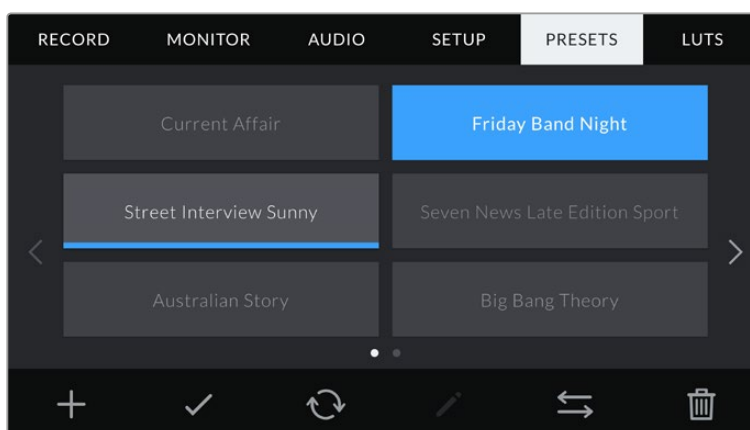 RECORD MONITOR AUDIO SETUP PRESETS LUTS
Current Affair Friday Band Night
Street Interview Sunny Seven News Late Edition Sport
Australian Story Big Bang Theory